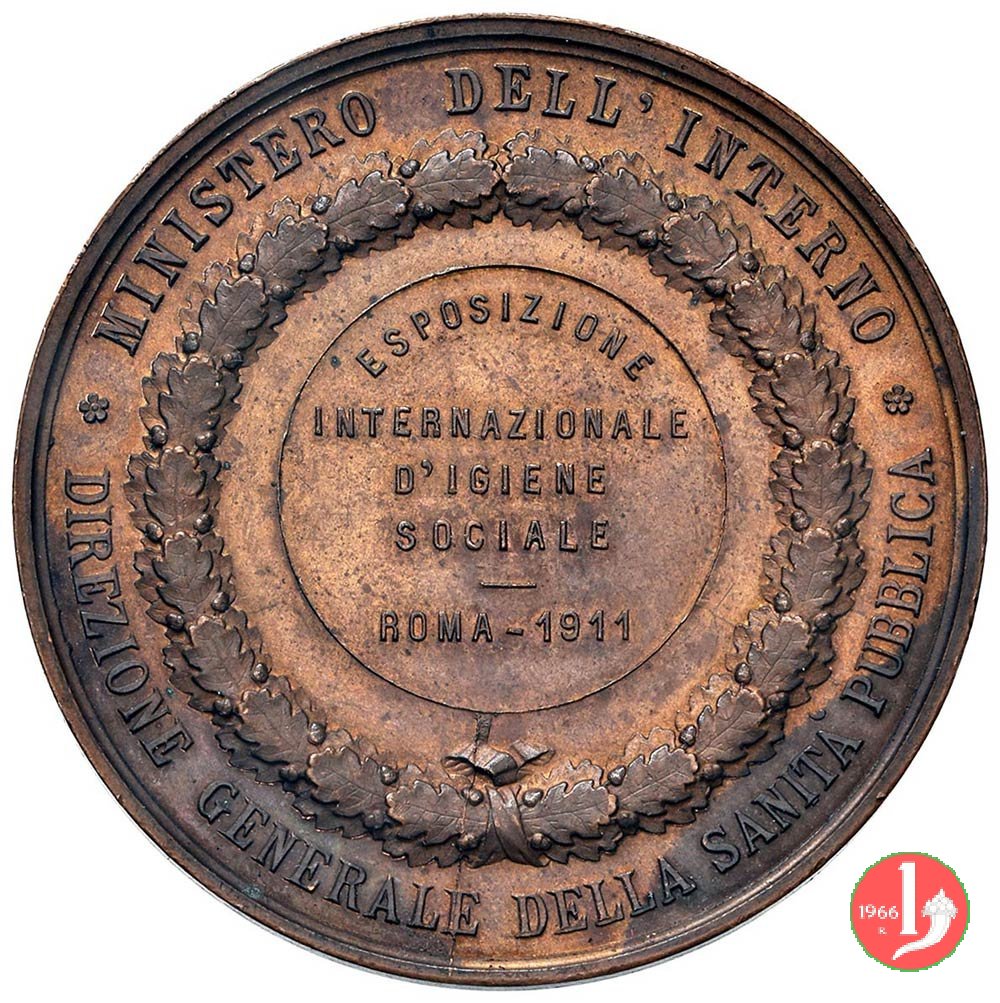 MINISTERO DELL'INTERNO
DIREZIONE GENERALE DELLA SANITÀ PUBBLICA
ESPOSIZIONE
INTERNAZIONALE
D'IGIENE
SOCIALE
ROMA - 1911
1966